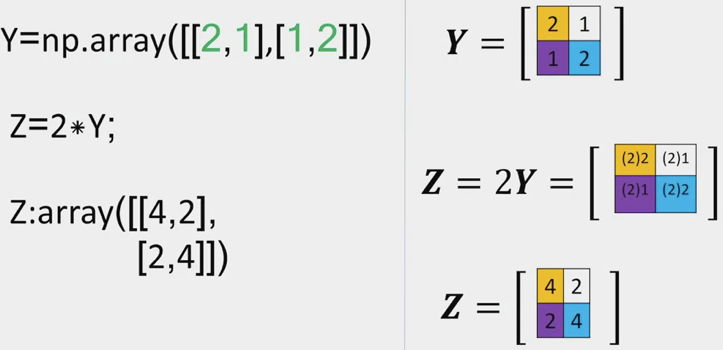 Y=np.array([[2,1],[1,2]])
Z=2*Y;
Z:array([[4,2],
[2,4]])
Y = [ 2 1
1 2 ]
Z = 2Y = [ (2)2 (2)1
(2)1 (2)2 ]
Z = [ 4 2
2 4 ]